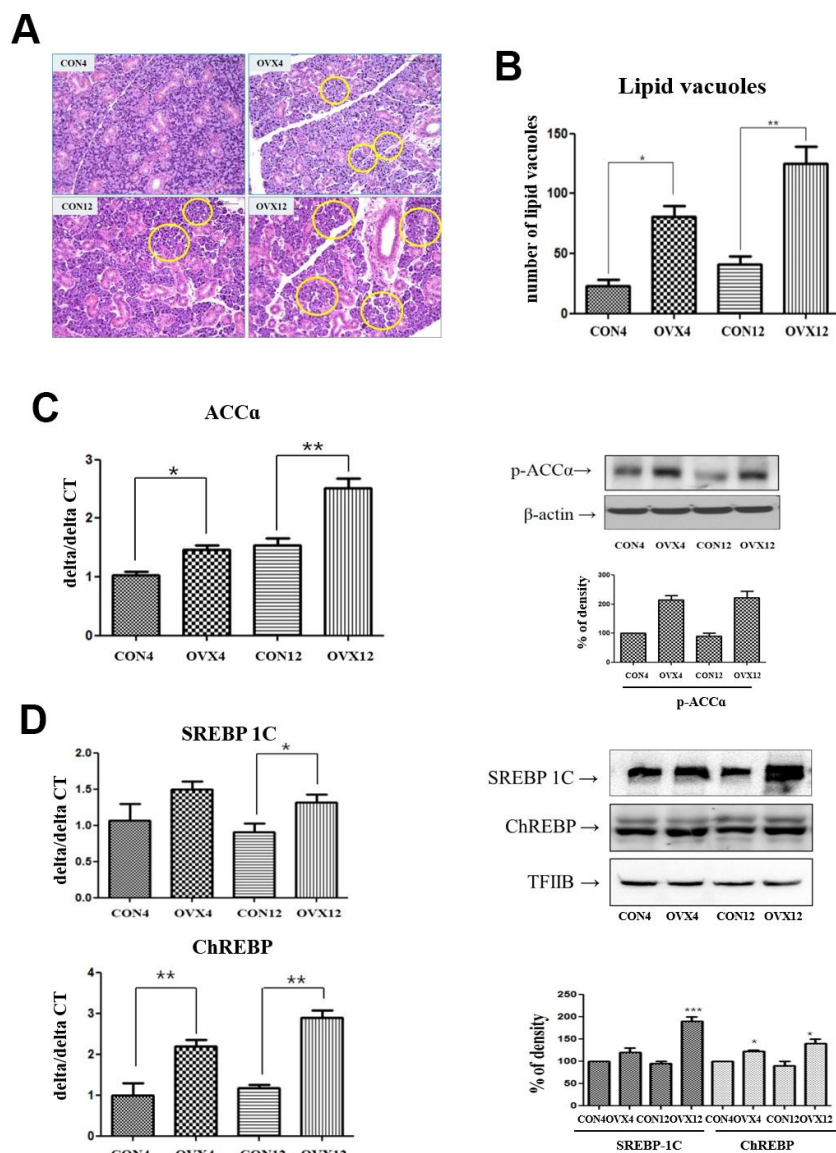 A
CON4
OVX4
CON12
OVX12
B
Lipid vacuoles
number of lipid vacuoles
150
100
50
0
*
**
CON4 OVX4 CON12 OVX12
C
ACCα
delta/delta CT
3
2
1
0
*
**
CON4 OVX4 CON12 OVX12
p-ACCα→
β-actin →
CON4 OVX4 CON12 OVX12
% of density
300
200
100
0
CON4 OVX4 CON12 OVX12
p-ACCα
D
SREBP 1C
delta/delta CT
2.0
1.5
1.0
0.5
0.0
*
CON4 OVX4 CON12 OVX12
ChREBP
delta/delta CT
4
3
2
1
0
**
**
CON4 OVX4 CON12 OVX12
SREBP 1C →
ChREBP →
TFIIB →
CON4 OVX4 CON12 OVX12
% of density
250
200
150
100
50
0
***
*
*
CON4 OVX4 CON12 OVX12 CON4 OVX4 CON12 OVX12
SREBP-1C ChREBP